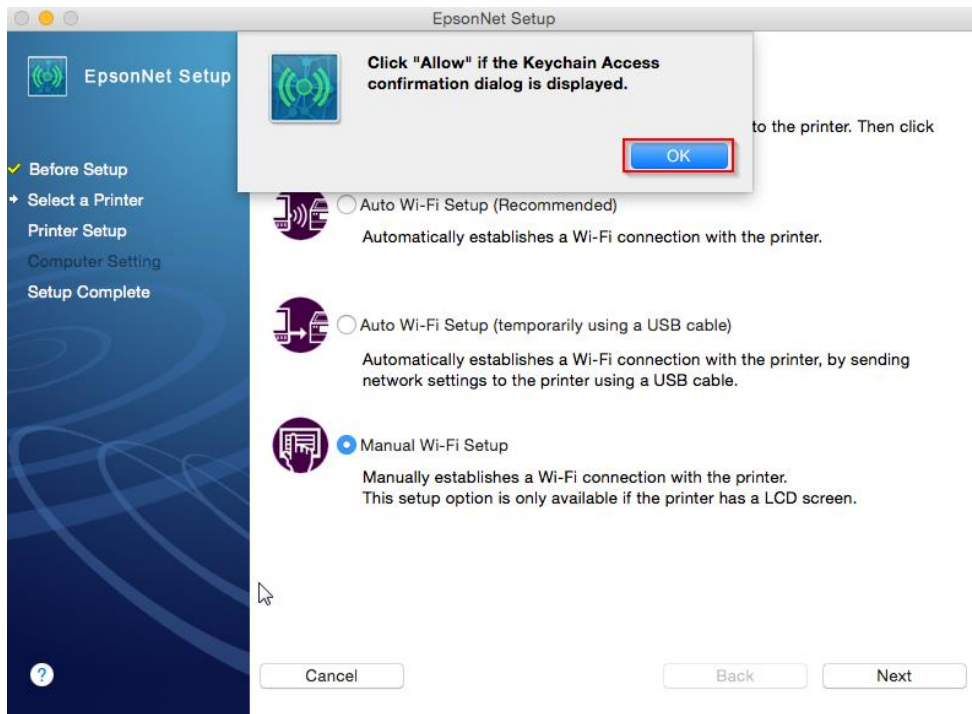 EpsonNet Setup
EpsonNet Setup
Before Setup
Select a Printer
Printer Setup
Computer Setting
Setup Complete
Click "Allow" if the Keychain Access
confirmation dialog is displayed.
OK
to the printer. Then click
Auto Wi-Fi Setup (Recommended)
Automatically establishes a Wi-Fi connection with the printer.
Auto Wi-Fi Setup (temporarily using a USB cable)
Automatically establishes a Wi-Fi connection with the printer, by sending
network settings to the printer using a USB cable.
Manual Wi-Fi Setup
Manually establishes a Wi-Fi connection with the printer.
This setup option is only available if the printer has a LCD screen.
?
Cancel
Back
Next